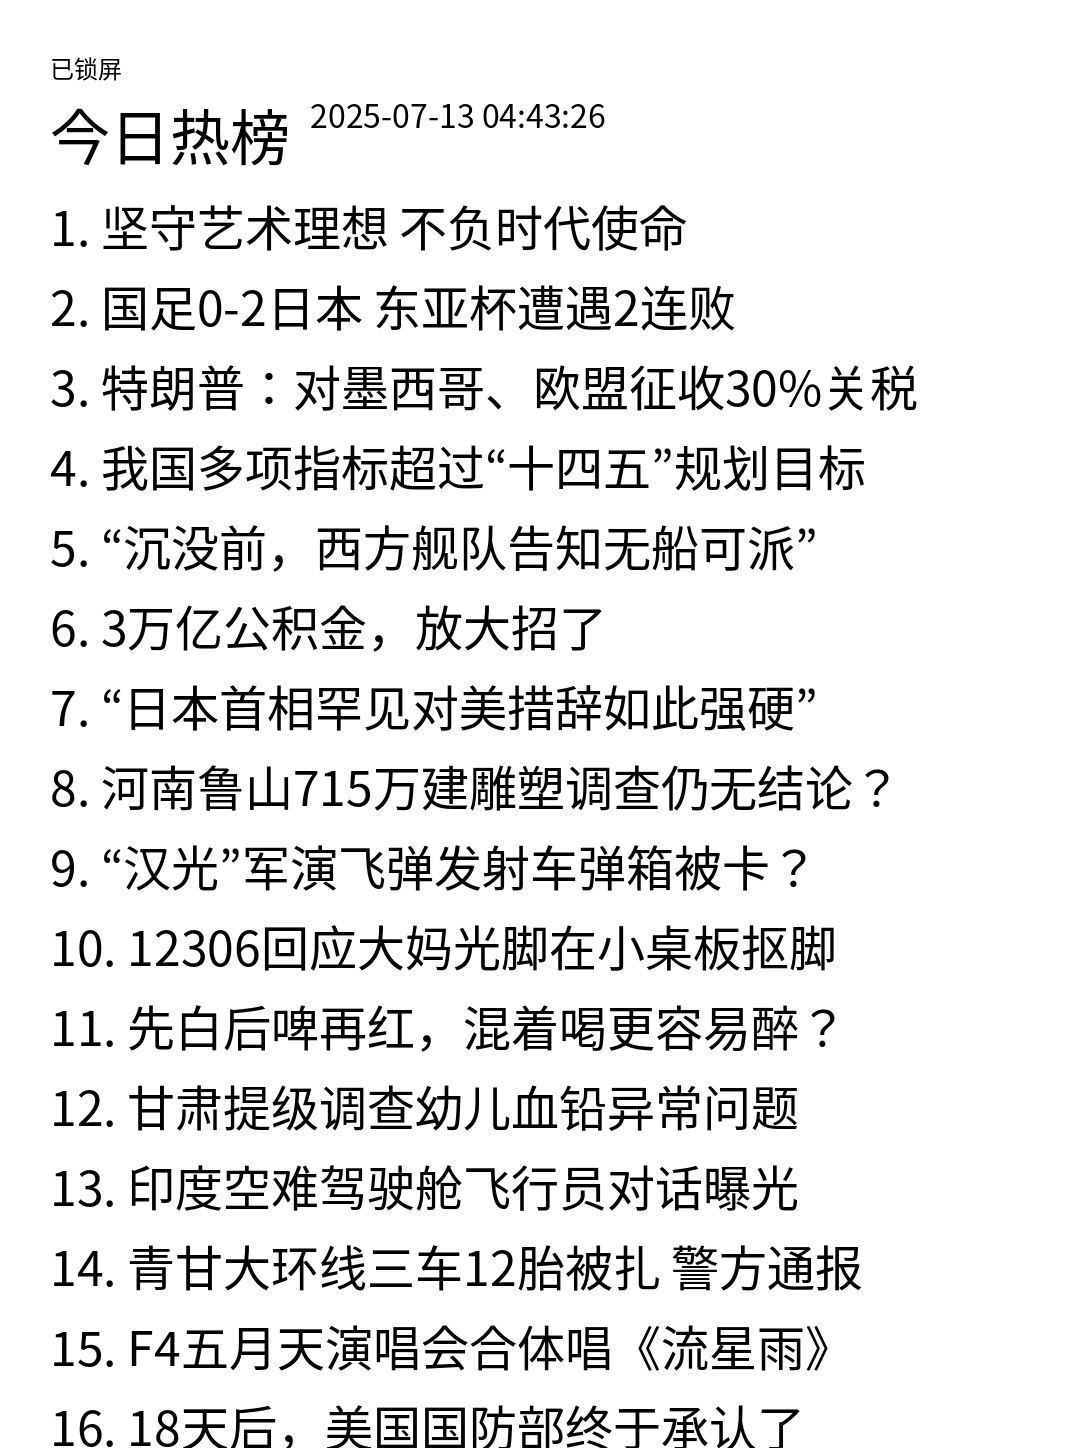 已锁屏
今日热榜 2025-07-13 04:43:26
1. 坚守艺术理想 不负时代使命
2. 国足0-2日本 东亚杯遭遇2连败
3. 特朗普：对墨西哥、欧盟征收30%关税
4. 我国多项指标超过“十四五”规划目标
5. “沉没前，西方舰队告知无船可派”
6. 3万亿公积金，放大招了
7. “日本首相罕见对美措辞如此强硬”
8. 河南鲁山715万建雕塑调查仍无结论？
9. “汉光”军演飞弹发射车弹箱被卡？
10. 12306回应大妈光脚在小桌板抠脚
11. 先白后啤再红，混着喝更容易醉？
12. 甘肃提级调查幼儿血铅异常问题
13. 印度空难驾驶舱飞行员对话曝光
14. 青甘大环线三车12胎被扎 警方通报
15. F4五月天演唱会合体唱《流星雨》
16. 18天后，美国国防部终于承认了